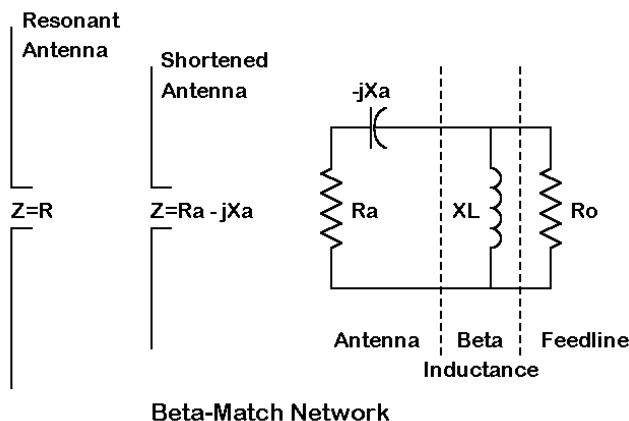 Resonant
Antenna
Shortened
Antenna
-jXa
Z=R
Z=Ra - jXa
Ra
XL
Ro
Antenna
Beta
Feedline
Inductance
Beta-Match Network